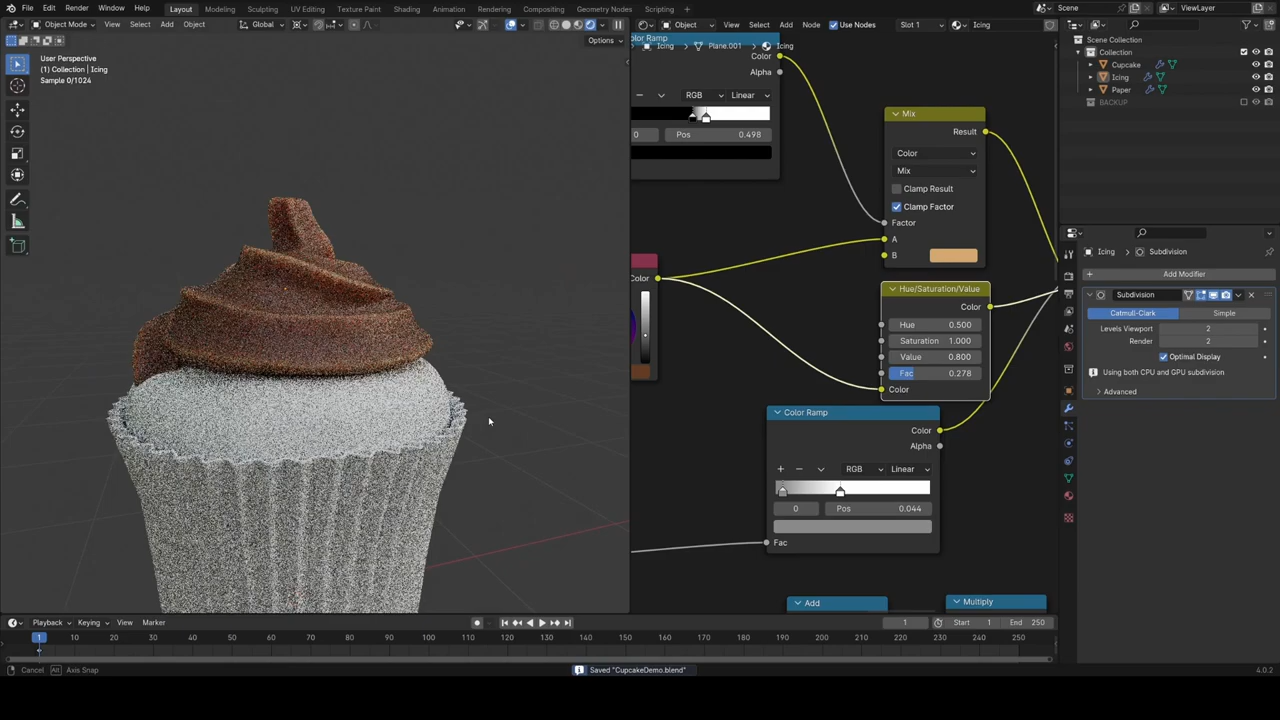 File Edit Render Window Help Layout Modeling Sculpting UV Editing Texture Paint Shading Animation Rendering Compositing Geometry Nodes Scripting Scene ViewLayer
Object Mode View Select Add Object Global Object View Select Add Node Use Nodes Slot 1 Icing
Options
User Perspective
(1) Collection | Icing
Sample 0/1024
Color Ramp
Icing Plane.001 Icing
Color
Alpha
RGB Linear
0 Pos 0.498
Mix
Result
Color
Mix
Clamp Result
Clamp Factor
Factor
A
B
Color
Hue/Saturation/Value
Color
Hue 0.500
Saturation 1.000
Value 0.800
Fac 0.278
Color
Color Ramp
Color
Alpha
RGB Linear
0 Pos 0.044
Fac
Add
Multiply
Scene Collection
Collection
Cupcake
Icing
Paper
BACKUP
Icing Subdivision
Add Modifier
Subdivision
Catmull-Clark Simple
Levels Viewport 2
Render 2
Optimal Display
Using both CPU and GPU subdivision
Advanced
Playback Keying View Marker 1 Start 1 End 250
1 10 20 30 40 50 60 70 80 90 100 110 120 130 140 150 160 170 180 190 200 210 220 230 240 250
Cancel Alt Axis Snap Saved "CupcakeDemo.blend" 4.0.2